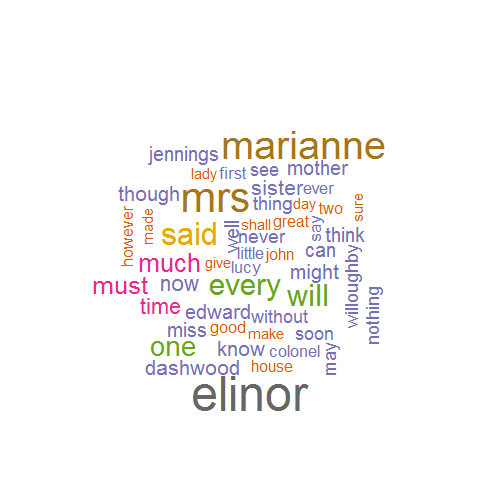 marianne
jennings
lady first see mother
though mrs sister ever
thing day two sure
however made said well shall great say
never think
much little john can
give lucy might willoughby
must now every will nothing
time edward without
miss good make soon
one know colonel may
dashwood house
elinor